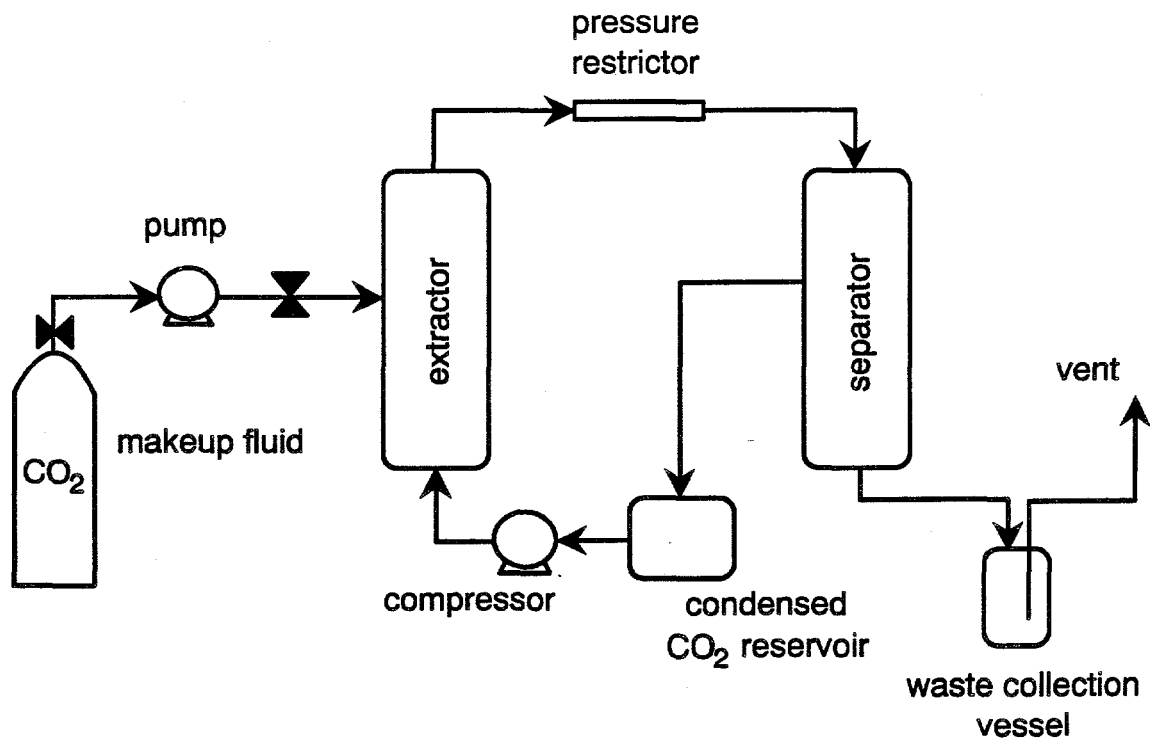 pressure
restrictor
pump
extractor
separator
vent
makeup fluid
CO₂
compressor
condensed
CO₂ reservoir
waste collection
vessel